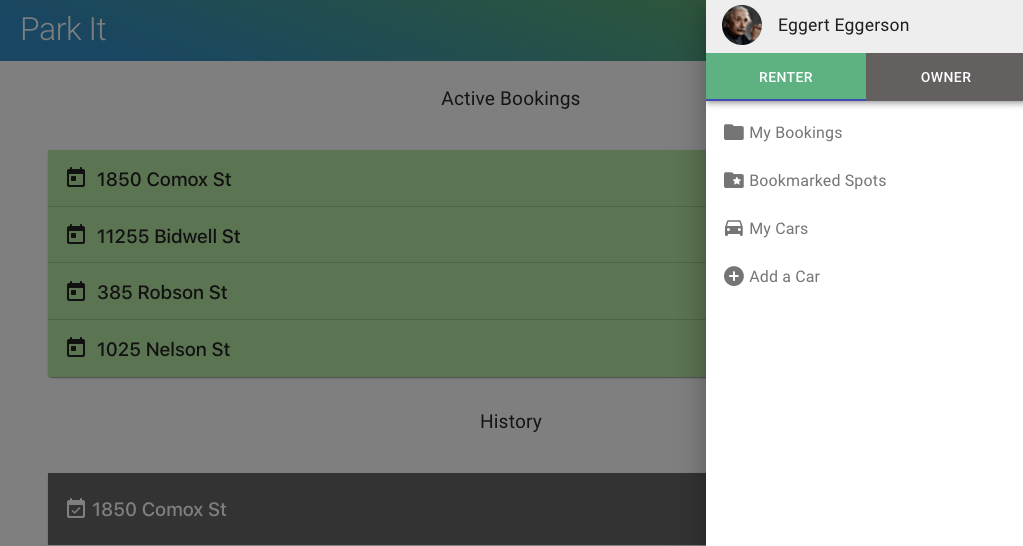 Park It
Active Bookings
1850 Comox St
11255 Bidwell St
385 Robson St
1025 Nelson St
History
1850 Comox St
Eggert Eggerson
RENTER
OWNER
My Bookings
Bookmarked Spots
My Cars
Add a Car